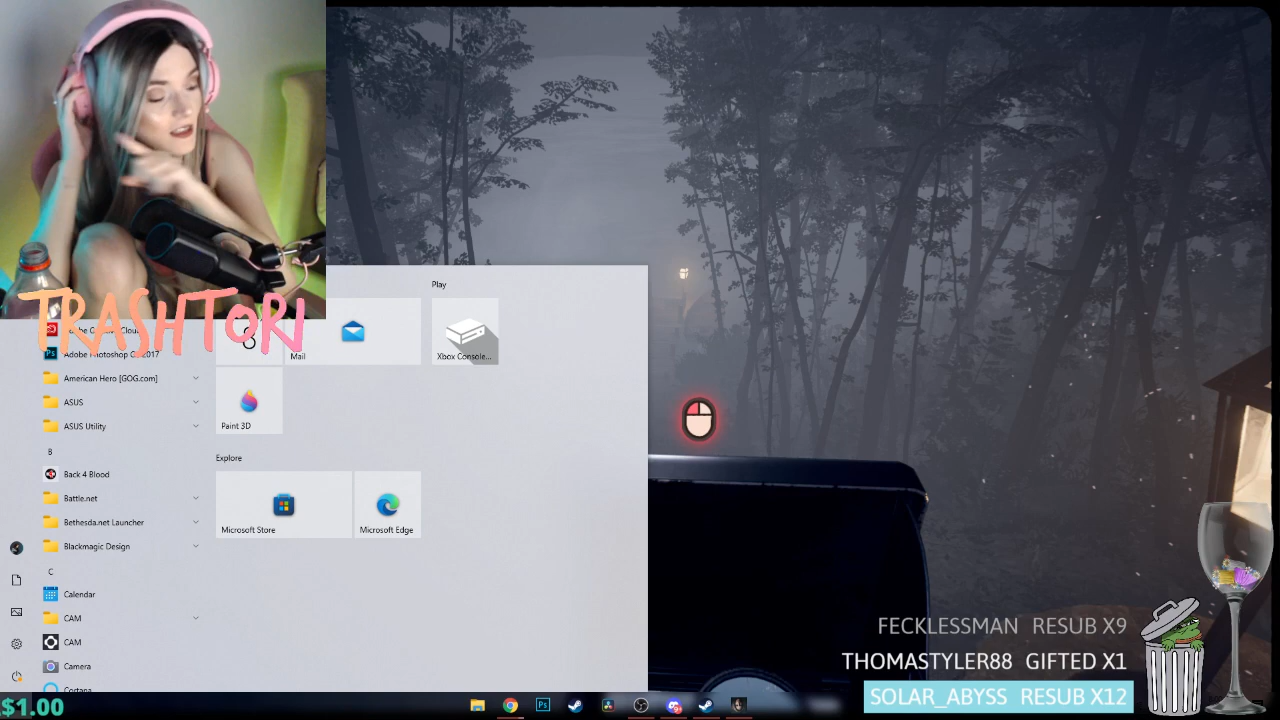 TRASHTORI
Play
Mail
Xbox Console...
Adobe Photoshop CC 2017
American Hero [GOG.com]
Paint 3D
ASUS
ASUS Utility
B
Explore
Back 4 Blood
Battle.net
Bethesda.net Launcher
Microsoft Store
Microsoft Edge
Blackmagic Design
C
Calendar
CAM
CAM
Camera
Cortana
FECKLESSMAN RESUB X9
THOMASTYLER88 GIFTED X1
SOLAR_ABYSS RESUB X12
$1.00
Ps